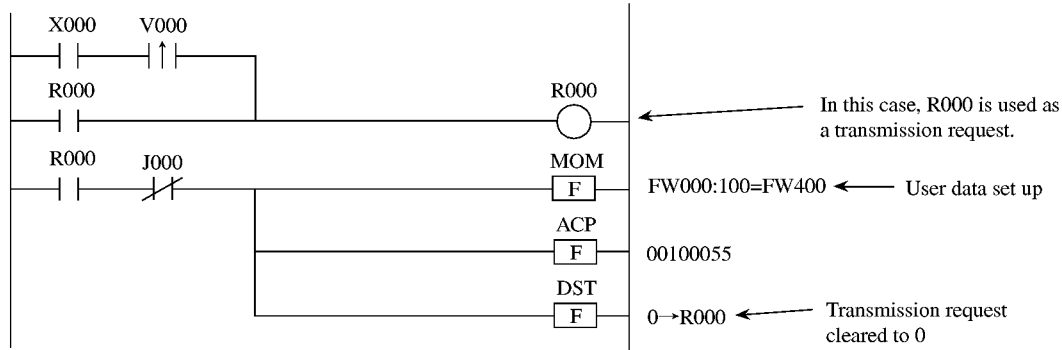 X000 V000
R000 R000
In this case, R000 is used as
a transmission request.
R000 J000 MOM
F FW000:100=FW400 User data set up
ACP
F 00100055
DST
F 0→R000
Transmission request
cleared to 0